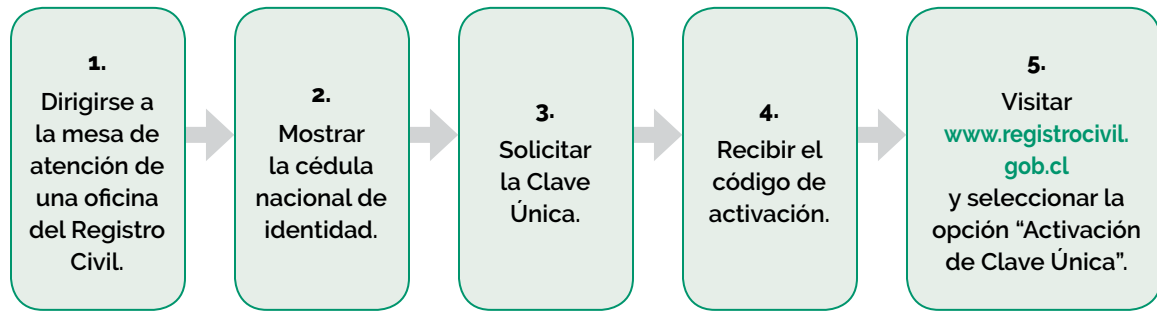 1.
Dirigirse a
la mesa de
atención de
una oficina
del Registro
Civil.
2.
Mostrar
la cédula
nacional de
identidad.
3.
Solicitar
la Clave
Única.
4.
Recibir el
código de
activación.
5.
Visitar
www.registrocivil.
gob.cl
y seleccionar la
opción “Activación
de Clave Única”.